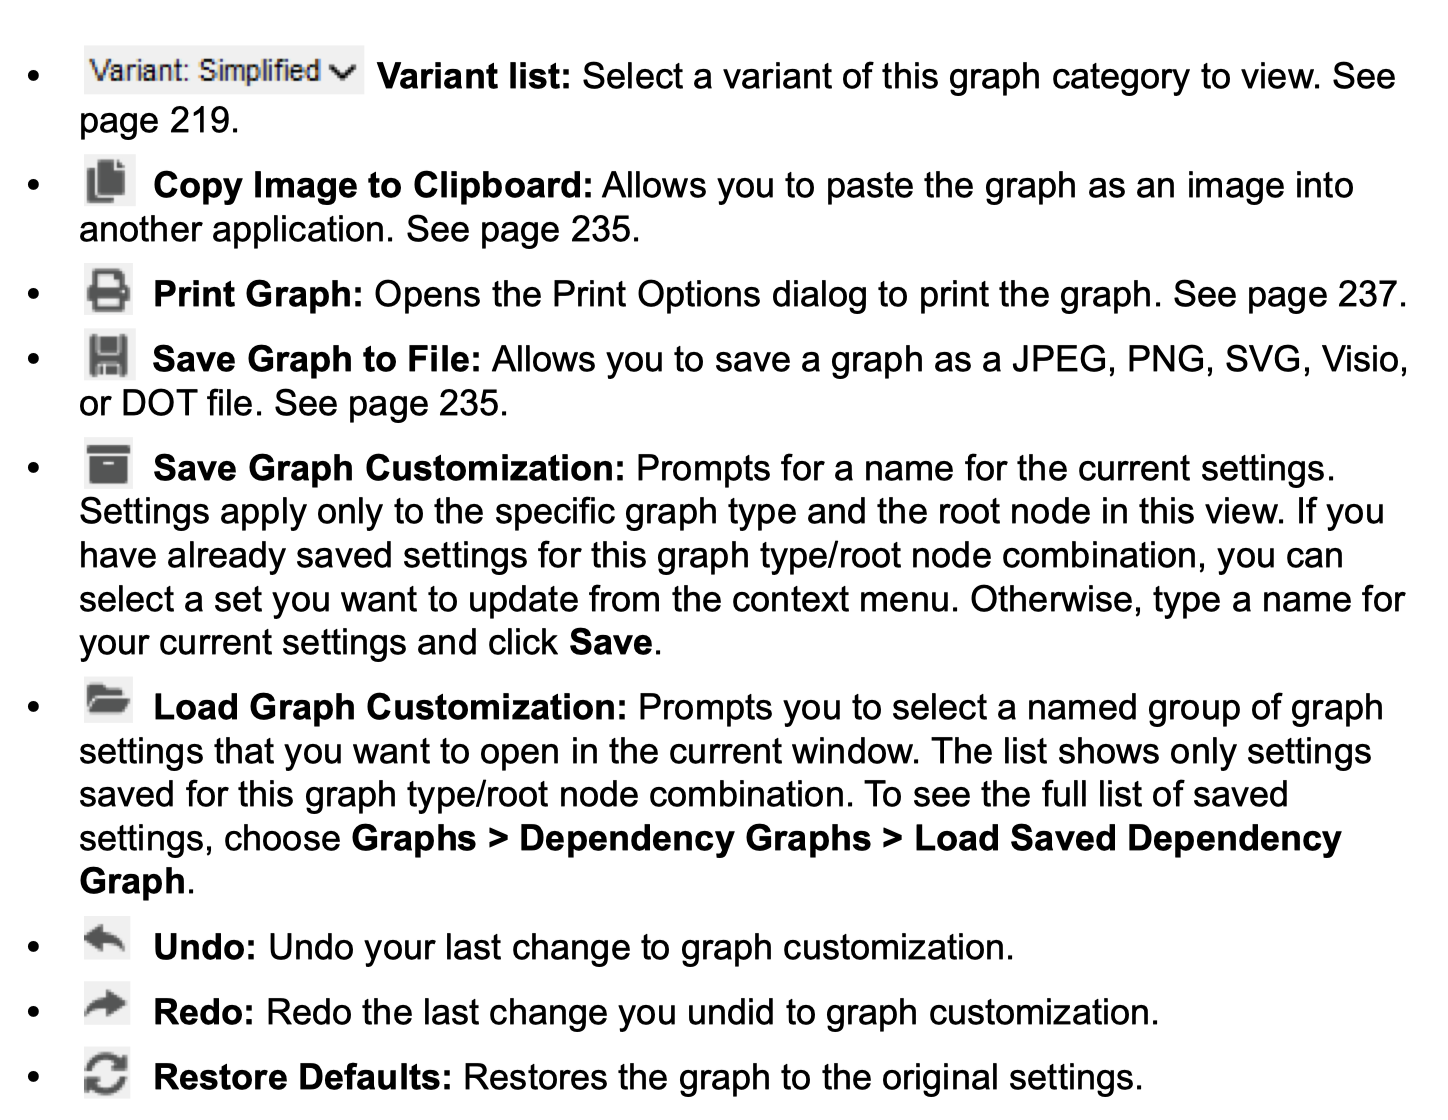 • Variant: Simplified Variant list: Select a variant of this graph category to view. See
page 219.
• Copy Image to Clipboard: Allows you to paste the graph as an image into
another application. See page 235.
• Print Graph: Opens the Print Options dialog to print the graph. See page 237.
• Save Graph to File: Allows you to save a graph as a JPEG, PNG, SVG, Visio,
or DOT file. See page 235.
• Save Graph Customization: Prompts for a name for the current settings.
Settings apply only to the specific graph type and the root node in this view. If you
have already saved settings for this graph type/root node combination, you can
select a set you want to update from the context menu. Otherwise, type a name for
your current settings and click Save.
• Load Graph Customization: Prompts you to select a named group of graph
settings that you want to open in the current window. The list shows only settings
saved for this graph type/root node combination. To see the full list of saved
settings, choose Graphs > Dependency Graphs > Load Saved Dependency
Graph.
• Undo: Undo your last change to graph customization.
• Redo: Redo the last change you undid to graph customization.
• Restore Defaults: Restores the graph to the original settings.